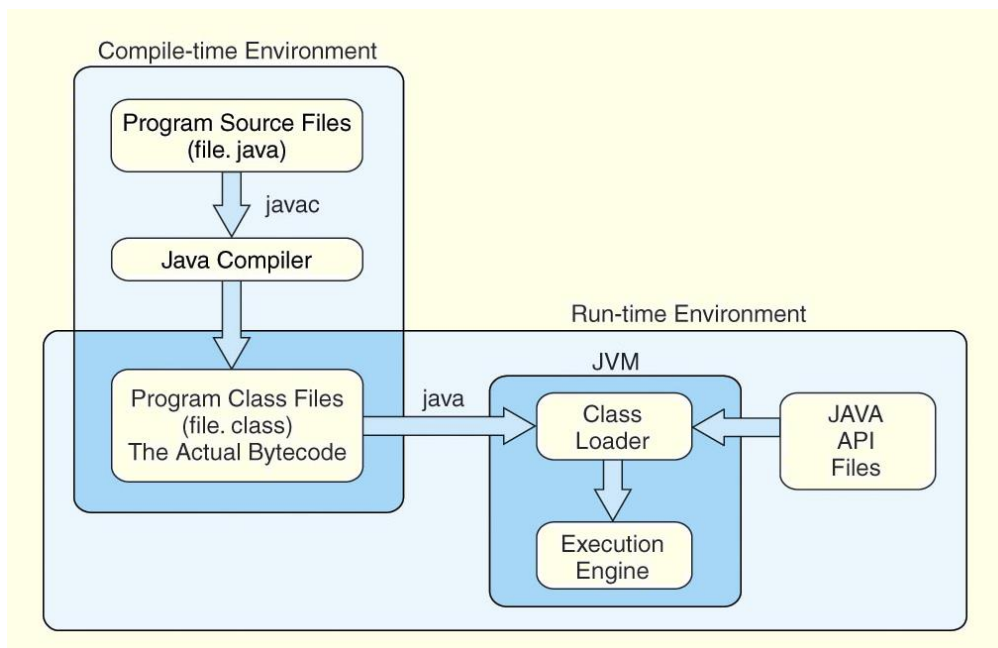 Compile-time Environment
Program Source Files
(file. java)
javac
Java Compiler
Run-time Environment
Program Class Files
(file. class)
The Actual Bytecode
java
JVM
Class
Loader
JAVA
API
Files
Execution
Engine